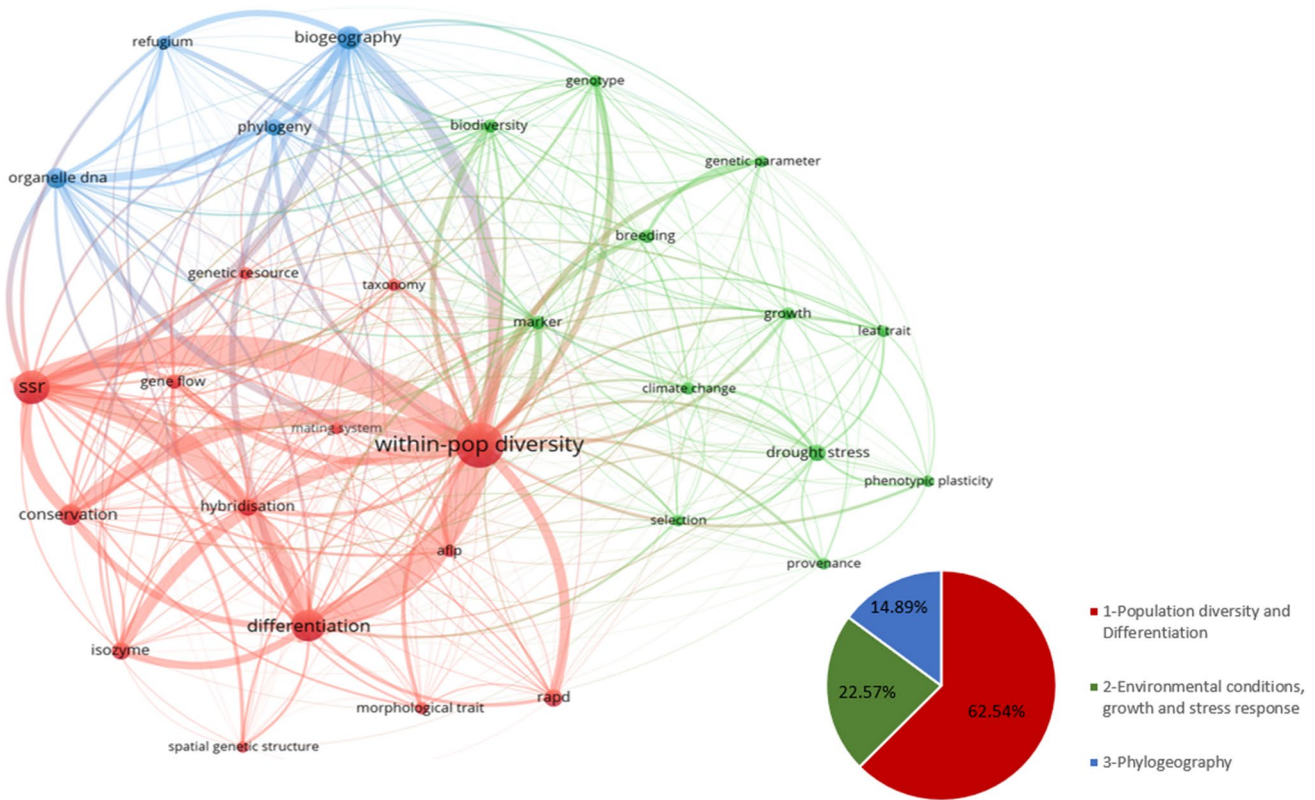 refugium
biogeography
genotype
phylogeny
biodiversity
genetic parameter
organelle dna
breeding
genetic resource
taxonomy
marker
growth
leaf trait
ssr
gene flow
climate change
mating system
within-pop diversity
drought stress
phenotypic plasticity
conservation
hybridisation
selection
aflp
provenance
differentiation
isozyme
rapd
morphological trait
spatial genetic structure
14.89%
22.57%
62.54%
1-Population diversity and
Differentiation
2-Environmental conditions,
growth and stress response
3-Phylogeography